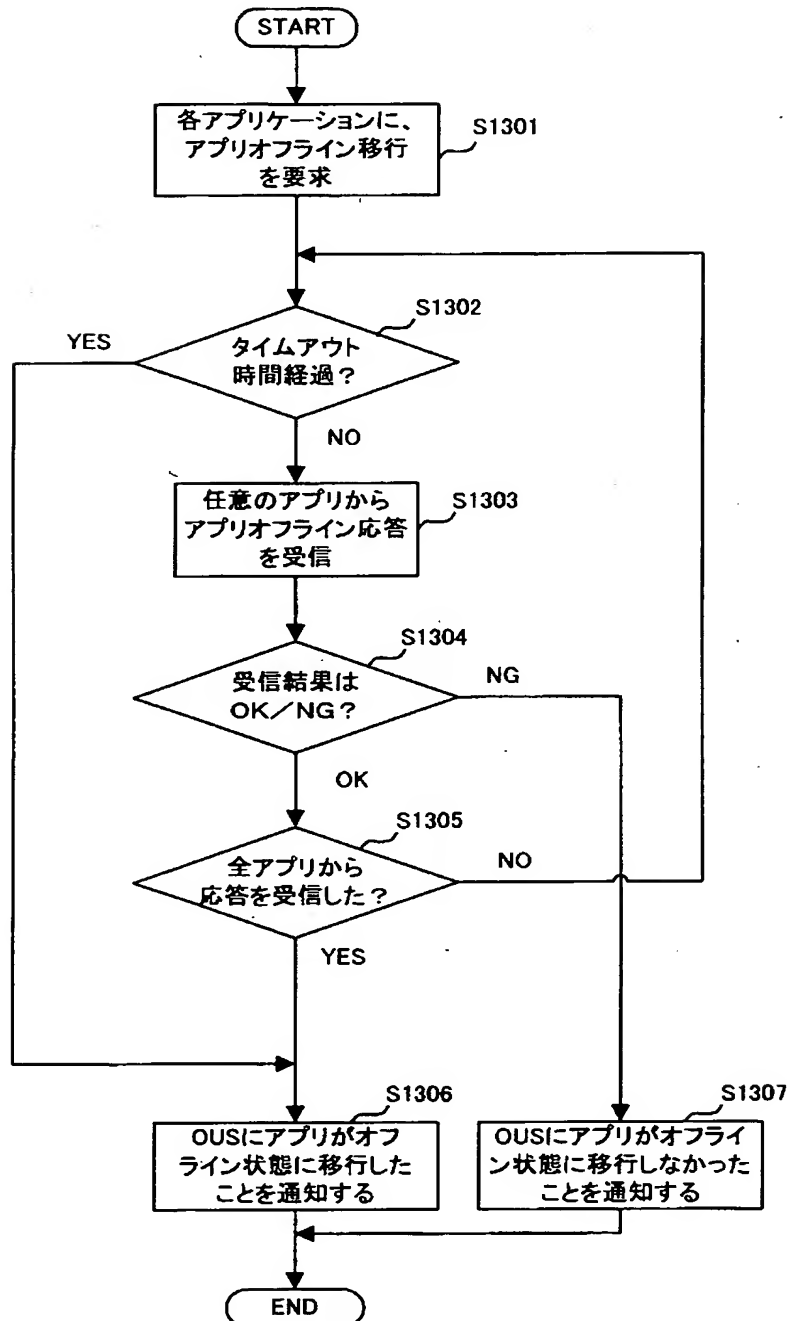 START
各アプリケーションに、
アプリオフライン移行
を要求
S1301
S1302
YES
タイムアウト
時間経過？
NO
任意のアプリから
アプリオフライン応答
を受信
S1303
S1304
受信結果は
OK／NG？
NG
OK
S1305
全アプリから
応答を受信した？
NO
YES
S1306
OUSにアプリがオフ
ライン状態に移行した
ことを通知する
S1307
OUSにアプリがオフライ
ン状態に移行しなかった
ことを通知する
END